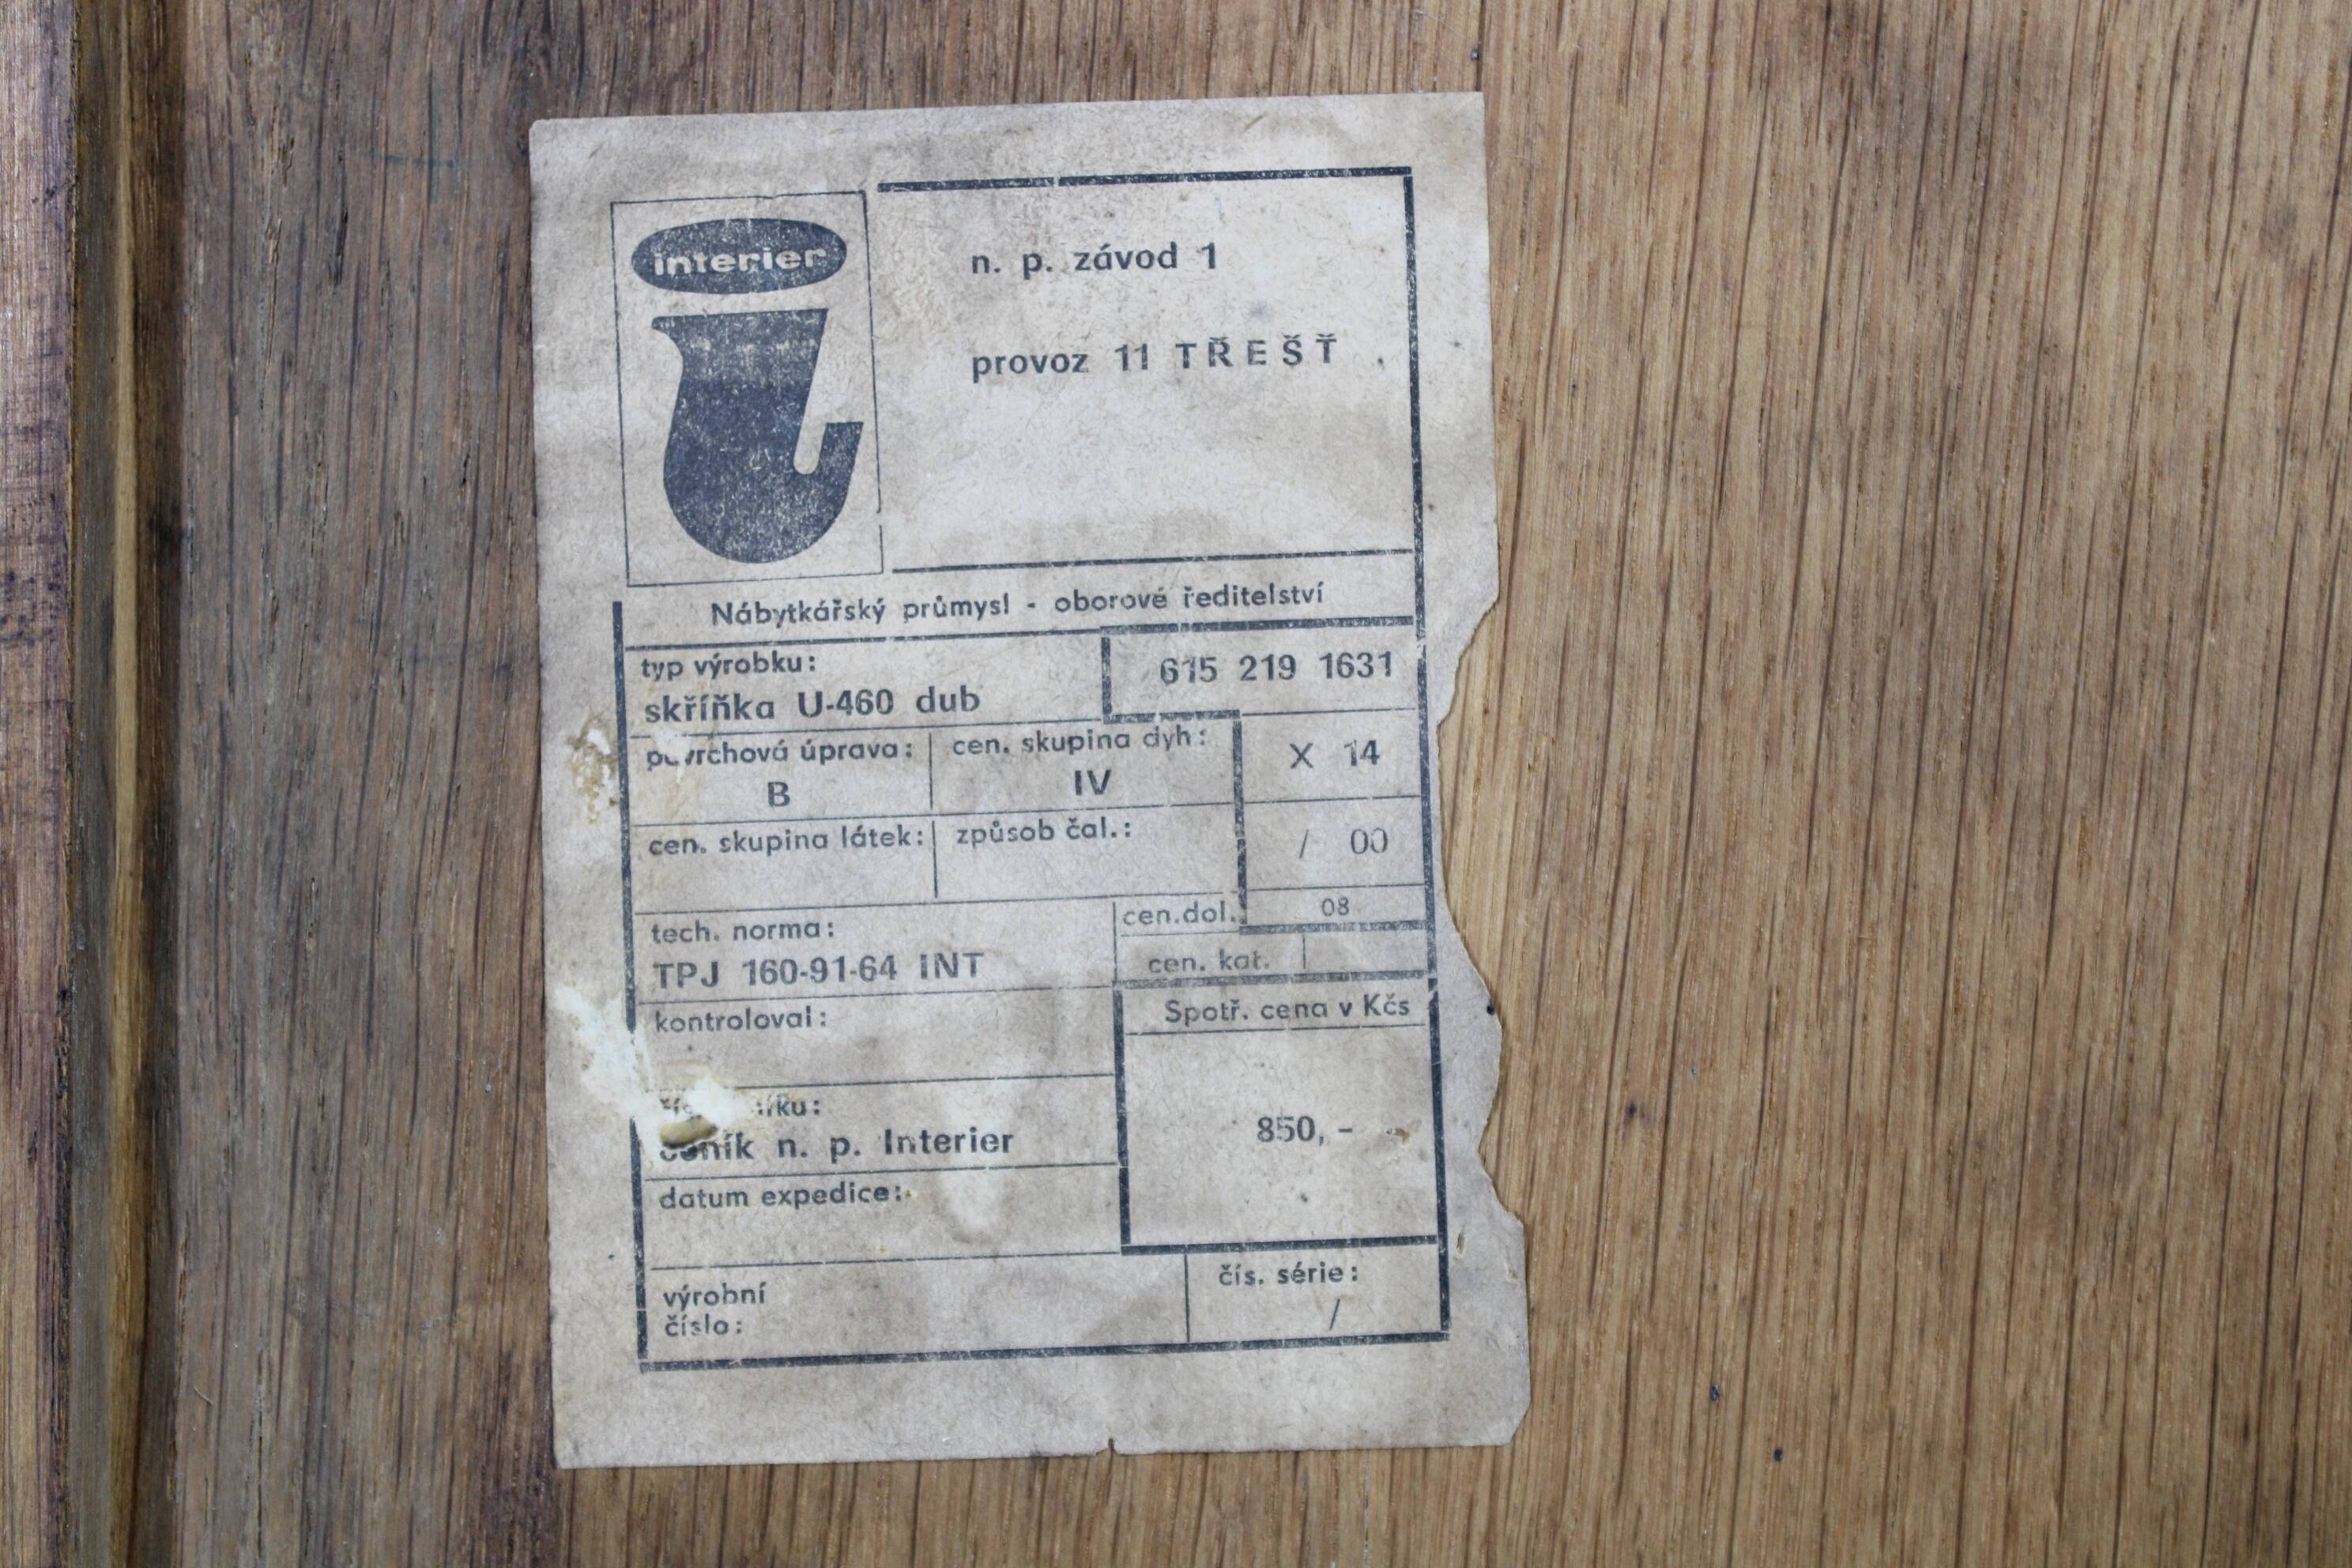 interier
n. p. závod 1
provoz 11 TŘEŠŤ
Nábytkářský průmysl - oborové ředitelství
typ výrobku:
skříňka U-460 dub
615 219 1631
povrchová úprava:
B
cen. skupina dyh:
IV
X 14
cen. skupina látek:
způsob čal.:
/ 00
tech. norma:
TPJ 160-91-64 INT
cen.dol.
08
cen. kat.
kontroloval:
Spotř. cena v Kčs
850,-
ceník n. p. Interier
datum expedice:
výrobní
číslo:
čís. série:
/